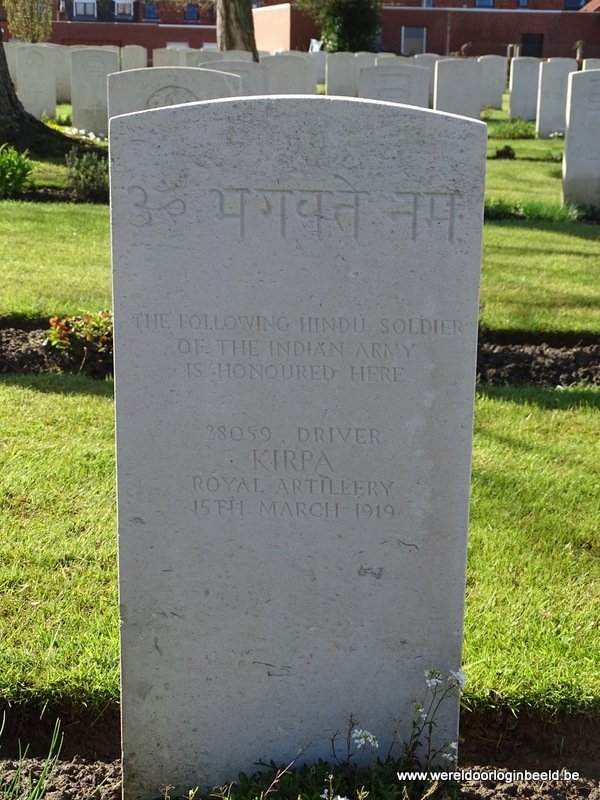 ॐ भगवते नमः
THE FOLLOWING HINDU SOLDIER
OF THE INDIAN ARMY
IS HONOURED HERE
28059 DRIVER
KIRPA
ROYAL ARTILLERY
15TH MARCH 1919
www.wereldoorloginbeeld.be